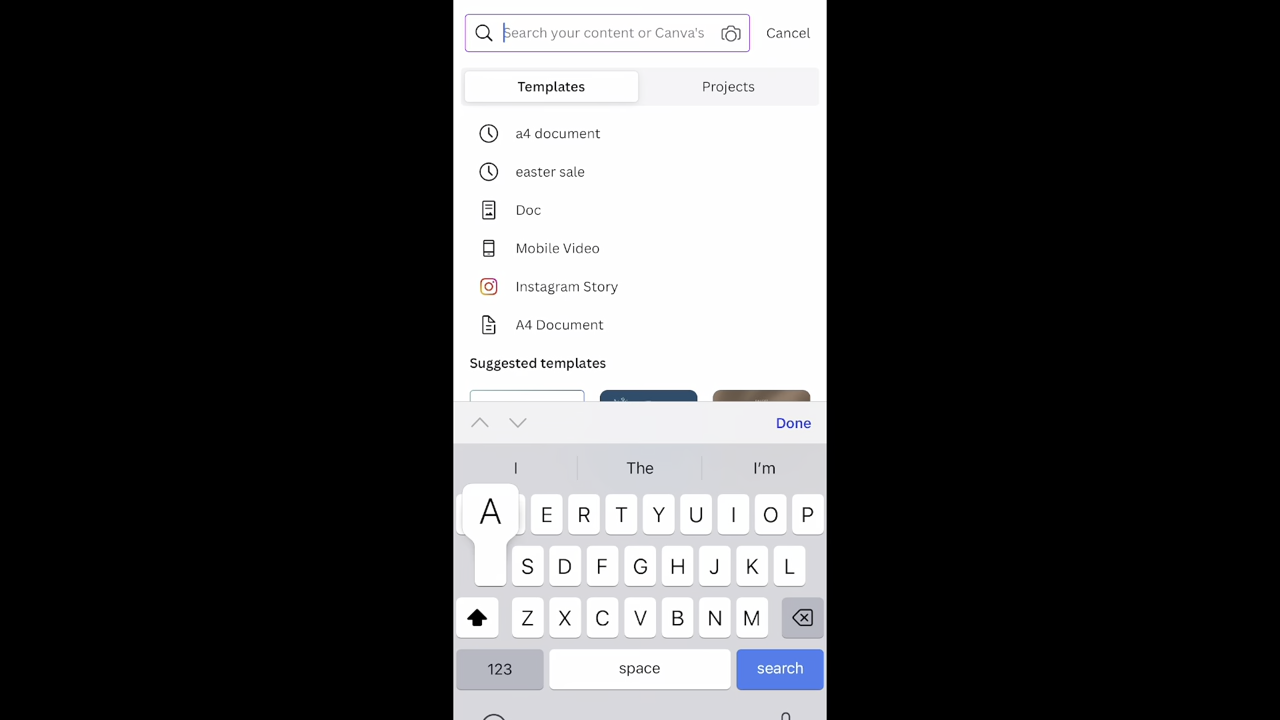 Search your content or Canva's
Cancel
Templates
Projects
a4 document
easter sale
Doc
Mobile Video
Instagram Story
A4 Document
Suggested templates
Done
I
The
I'm
A
E R T Y U I O P
S D F G H J K L
Z X C V B N M
123
space
search